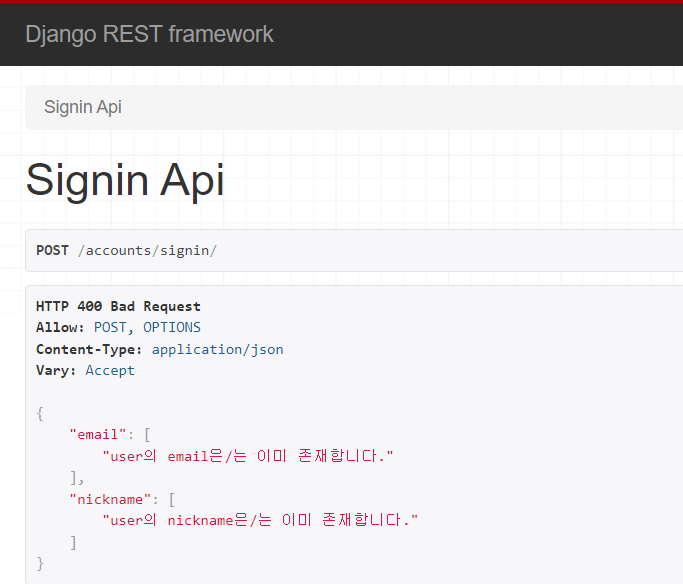 Django REST framework
Signin Api
Signin Api
POST /accounts/signin/
HTTP 400 Bad Request
Allow: POST, OPTIONS
Content-Type: application/json
Vary: Accept
{
    "email": [
        "user의 email은/는 이미 존재합니다."
    ],
    "nickname": [
        "user의 nickname은/는 이미 존재합니다."
    ]
}